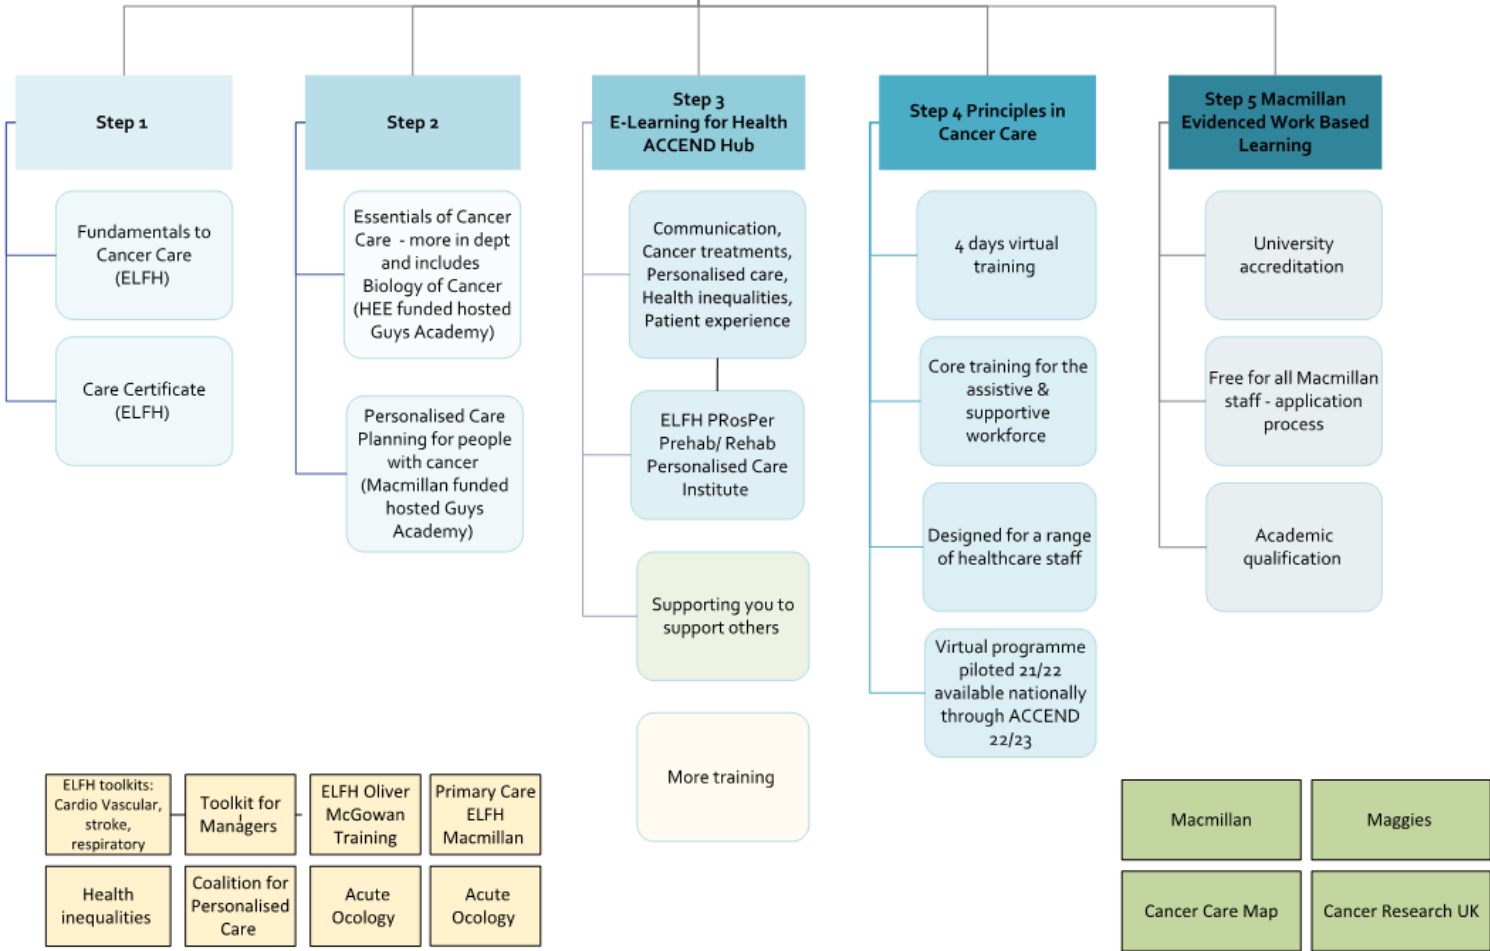 Step 1
Fundamentals to
Cancer Care
(ELFH)
Care Certificate
(ELFH)
Step 2
Essentials of Cancer
Care - more in dept
and includes
Biology of Cancer
(HEE funded hosted
Guys Academy)
Personalised Care
Planning for people
with cancer
(Macmillan funded
hosted Guys
Academy)
Step 3
E-Learning for Health
ACCEND Hub
Communication,
Cancer treatments,
Personalised care,
Health inequalities,
Patient experience
ELFH PRosPer
Prehab/ Rehab
Personalised Care
Institute
Supporting you to
support others
More training
Step 4 Principles in
Cancer Care
4 days virtual
training
Core training for the
assistive &
supportive
workforce
Designed for a range
of healthcare staff
Virtual programme
piloted 21/22
available nationally
through ACCEND
22/23
Step 5 Macmillan
Evidenced Work Based
Learning
University
accreditation
Free for all Macmillan
staff - application
process
Academic
qualification
ELFH toolkits:
Cardio Vascular,
stroke,
respiratory
Toolkit for
Managers
ELFH Oliver
McGowan
Training
Primary Care
ELFH
Macmillan
Health
inequalities
Coalition for
Personalised
Care
Acute
Ocology
Acute
Ocology
Macmillan
Maggies
Cancer Care Map
Cancer Research UK